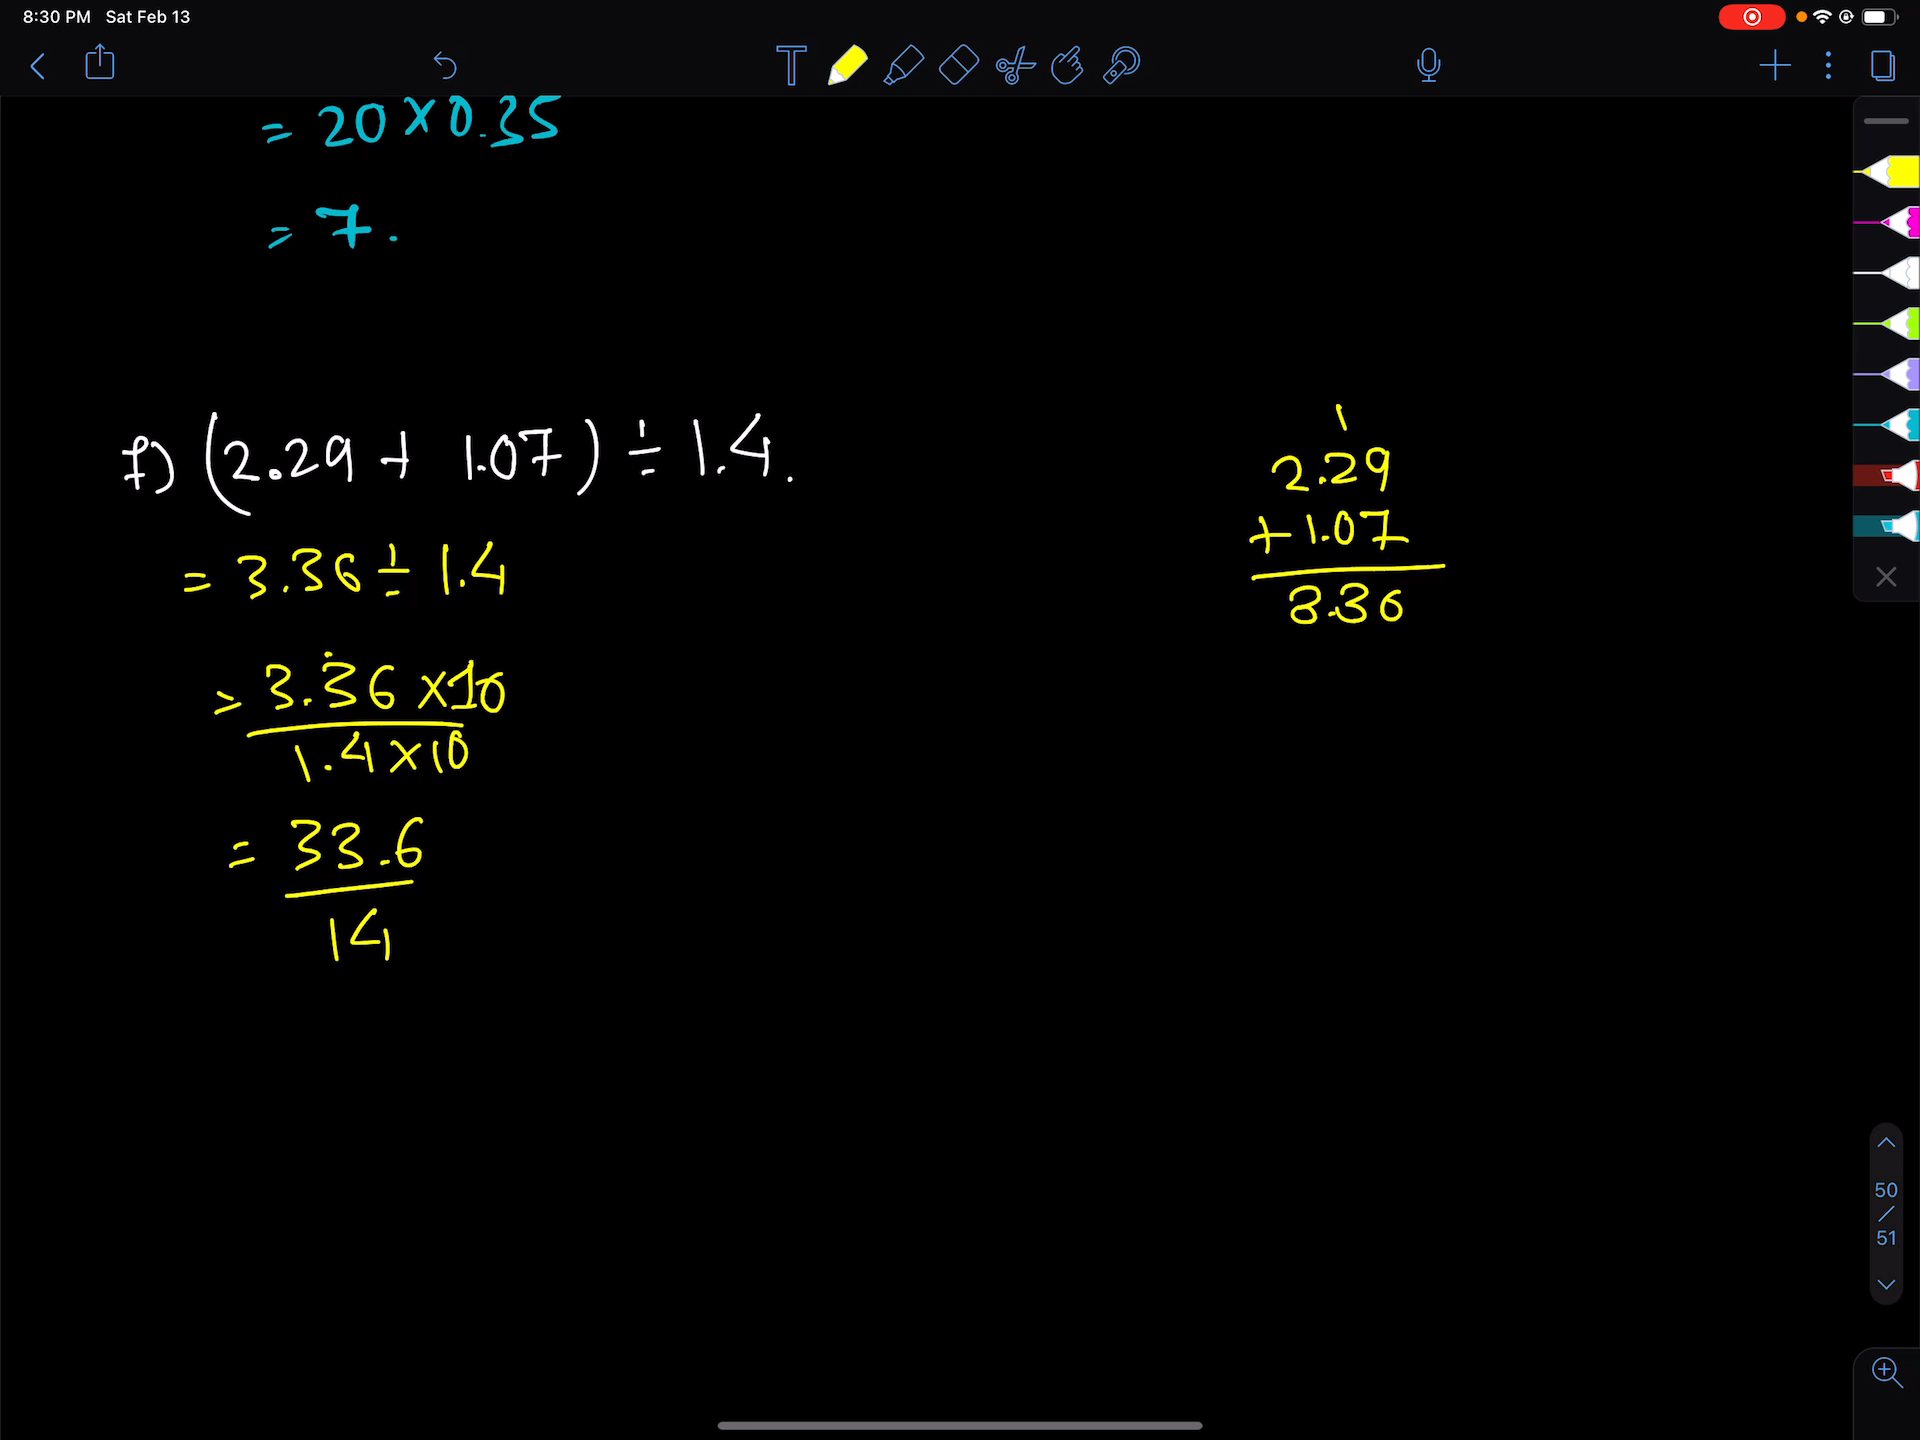 8:30 PM Sat Feb 13
T
= 20 × 0.35
= 7.
f) (2.29 + 1.07) ÷ 1.4.
= 3.36 ÷ 1.4
= 3.36 × 10
1.4 × 10
= 33.6
14
1
2.29
+ 1.07
3.36
50
/
51